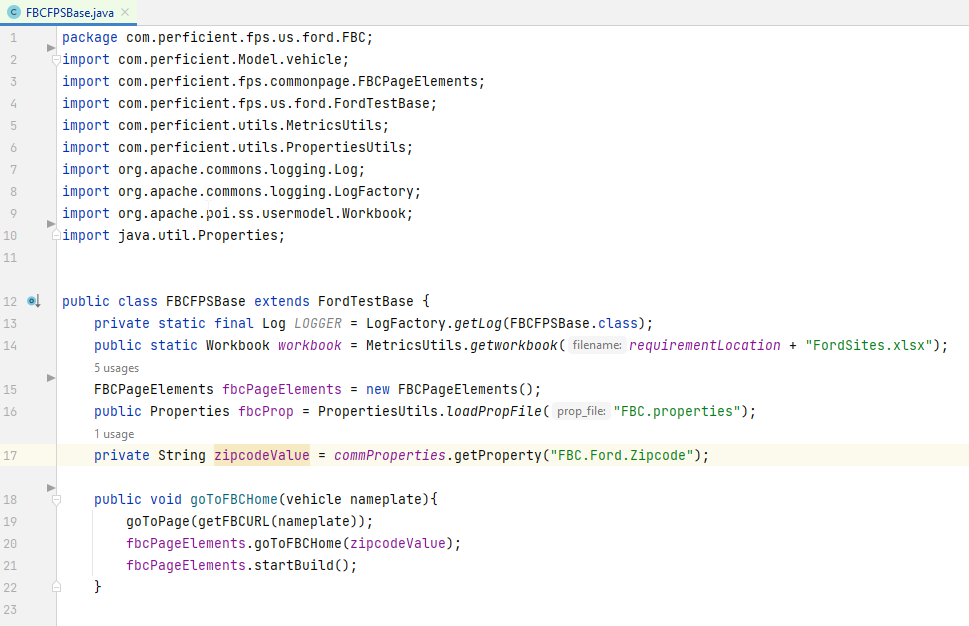 FBCFPSBase.java
1 package com.perficient.fps.us.ford.FBC;
2 import com.perficient.Model.vehicle;
3 import com.perficient.fps.commonpage.FBCPageElements;
4 import com.perficient.fps.us.ford.FordTestBase;
5 import com.perficient.utils.MetricsUtils;
6 import com.perficient.utils.PropertiesUtils;
7 import org.apache.commons.logging.Log;
8 import org.apache.commons.logging.LogFactory;
9 import org.apache.poi.ss.usermodel.Workbook;
10 import java.util.Properties;
11
12 public class FBCFPSBase extends FordTestBase {
13     private static final Log LOGGER = LogFactory.getLog(FBCFPSBase.class);
14     public static Workbook workbook = MetricsUtils.getworkbook( filename: requirementLocation + "FordSites.xlsx");
5 usages
15     FBCPageElements fbcPageElements = new FBCPageElements();
16     public Properties fbcProp = PropertiesUtils.loadPropFile( prop_file: "FBC.properties");
1 usage
17     private String zipcodeValue = commProperties.getProperty("FBC.Ford.Zipcode");
18     public void goToFBCHome(vehicle nameplate){
19         goToPage(getFBCURL(nameplate));
20         fbcPageElements.goToFBCHome(zipcodeValue);
21         fbcPageElements.startBuild();
22     }
23